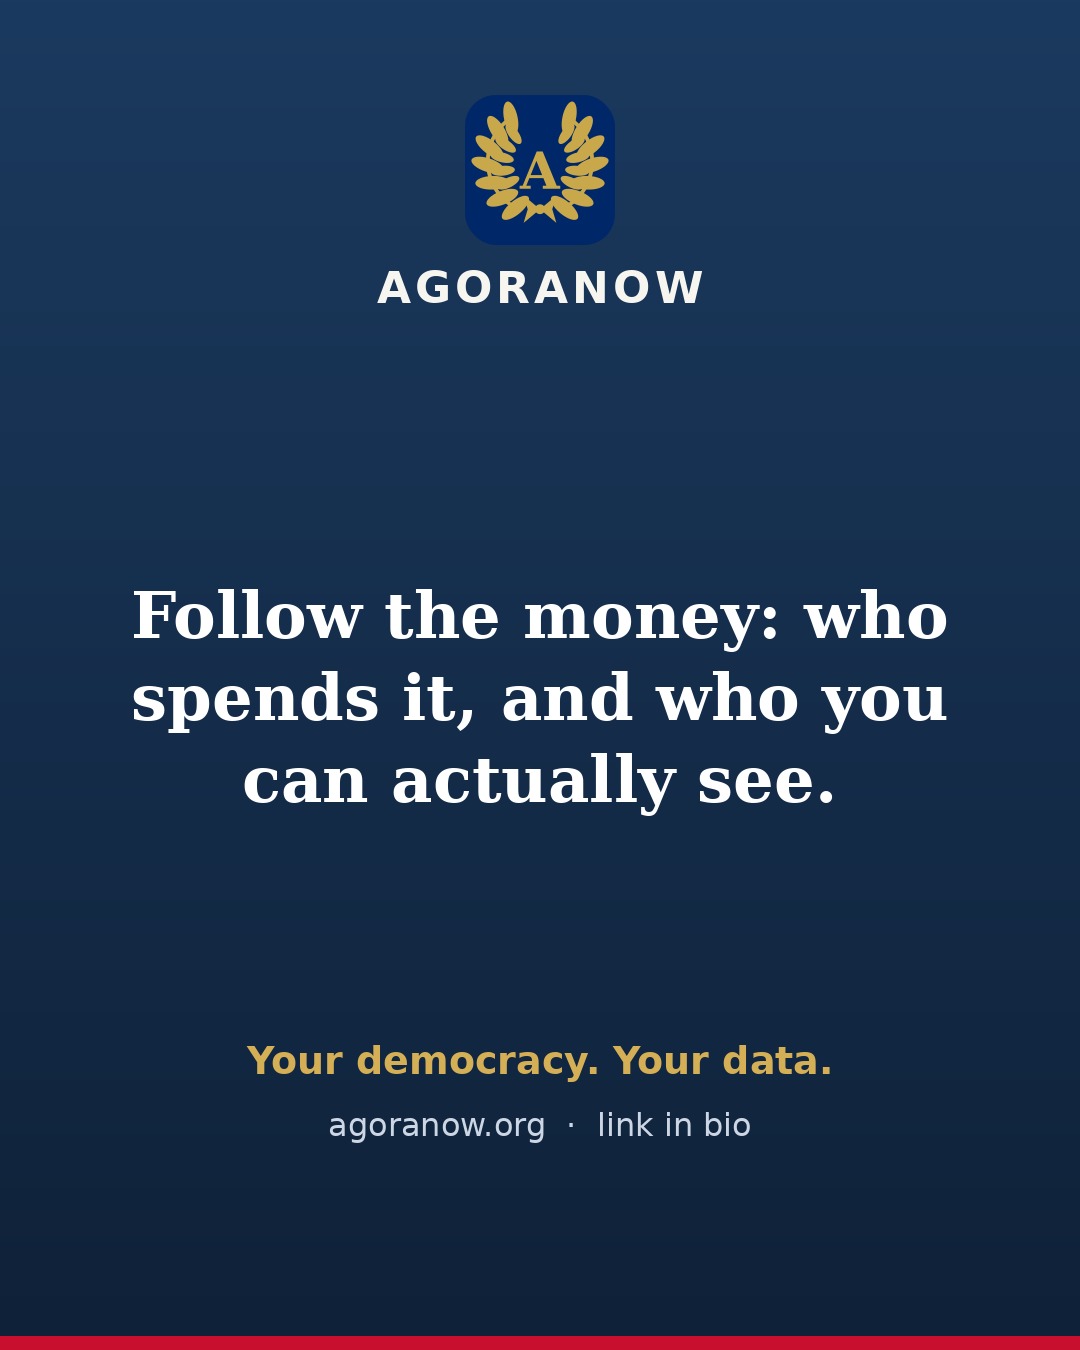 A
AGORANOW
Follow the money: who
spends it, and who you
can actually see.
Your democracy. Your data.
agoranow.org · link in bio